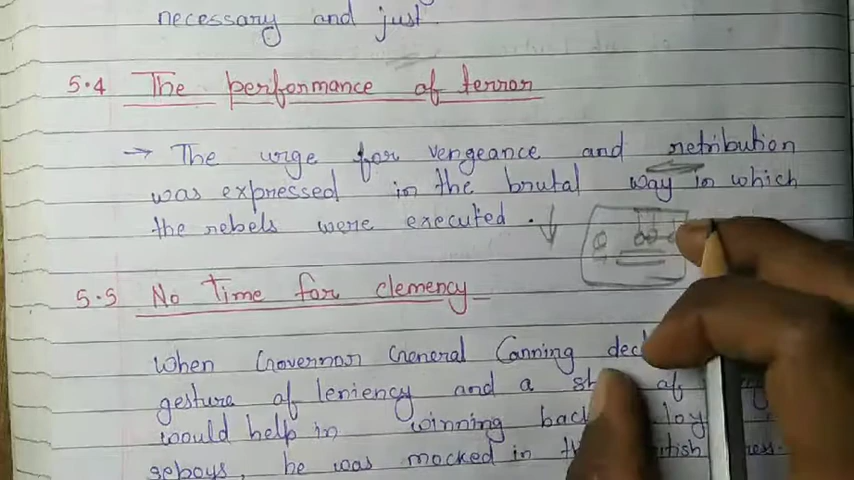 necessary and just
5.4 The performance of terror
→ The urge for vengeance and retribution
was expressed in the brutal way in which
the rebels were executed .
5.5 No Time for clemency
When Governor General Canning
gesture of leniency and a of
would help in winning back
seboys, he was mocked in